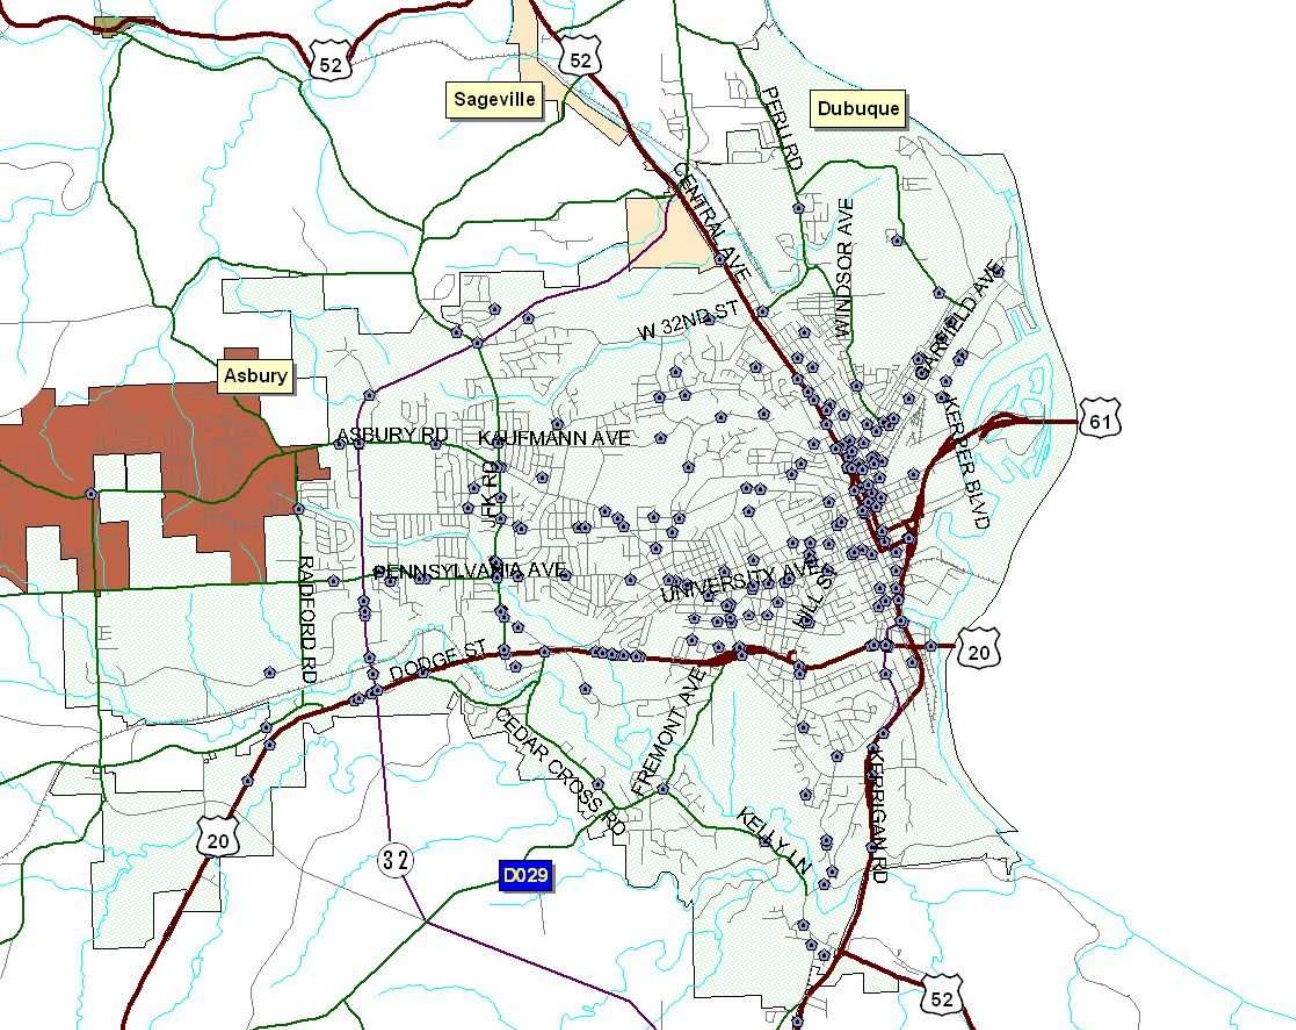 52
52
Sageville
Dubuque
PERU RD
CENTRAL AVE
WINDSOR AVE
GARFIELD AVE
W 32ND ST
Asbury
61
ASBURY RD
KAUFMANN AVE
KERPER BLVD
JFK RD
RADFORD RD
PENNSYLVANIA AVE
UNIVERSITY AVE
HILL ST
20
DODGE ST
CEDAR CROSS RD
FREMONT AVE
KERRIGAN RD
KELLY LN
20
32
D029
52